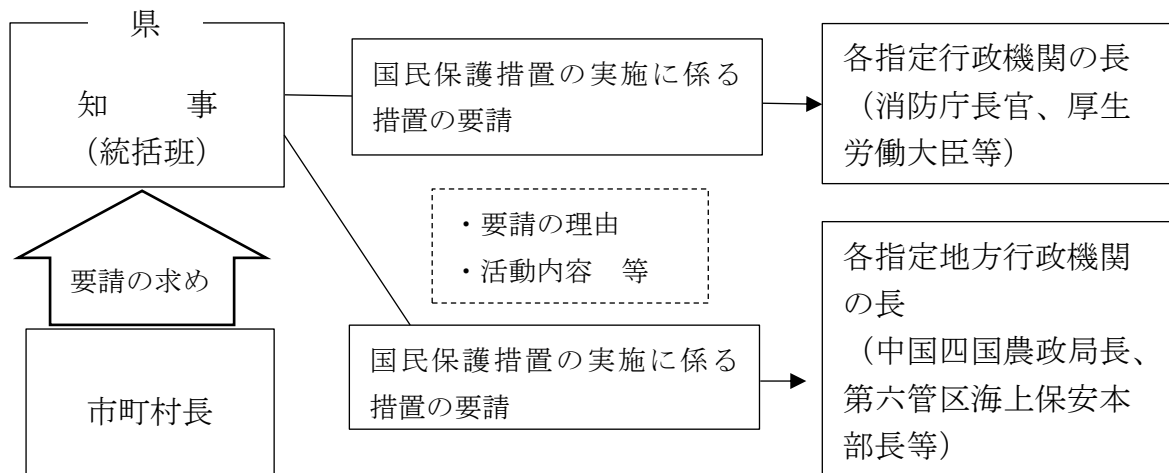 県
知　　事
（統括班）
要請の求め
市町村長
国民保護措置の実施に係る
措置の要請
・要請の理由
・活動内容　等
国民保護措置の実施に係る
措置の要請
各指定行政機関の長
（消防庁長官、厚生
労働大臣等）
各指定地方行政機関
の長
（中国四国農政局長、
第六管区海上保安本
部長等）